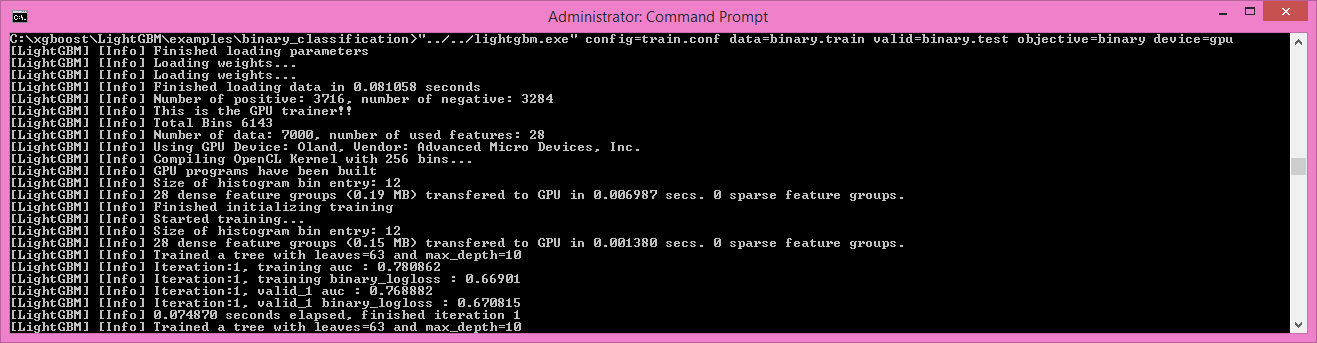 Administrator: Command Prompt
C:\xgboost\LightGBM\examples\binary_classification>"../../lightgbm.exe" config=train.conf data=binary.train valid=binary.test objective=binary device=gpu
[LightGBM] [Info] Finished loading parameters
[LightGBM] [Info] Loading weights...
[LightGBM] [Info] Loading weights...
[LightGBM] [Info] Finished loading data in 0.081058 seconds
[LightGBM] [Info] Number of positive: 3716, number of negative: 3284
[LightGBM] [Info] This is the GPU trainer!!
[LightGBM] [Info] Total Bins 6143
[LightGBM] [Info] Number of data: 7000, number of used features: 28
[LightGBM] [Info] Using GPU Device: Oland, Vendor: Advanced Micro Devices, Inc.
[LightGBM] [Info] Compiling OpenCL Kernel with 256 bins...
[LightGBM] [Info] GPU programs have been built
[LightGBM] [Info] Size of histogram bin entry: 12
[LightGBM] [Info] 28 dense feature groups (0.19 MB) transfered to GPU in 0.006987 secs. 0 sparse feature groups.
[LightGBM] [Info] Finished initializing training
[LightGBM] [Info] Started training...
[LightGBM] [Info] Size of histogram bin entry: 12
[LightGBM] [Info] 28 dense feature groups (0.15 MB) transfered to GPU in 0.001380 secs. 0 sparse feature groups.
[LightGBM] [Info] Trained a tree with leaves=63 and max_depth=10
[LightGBM] [Info] Iteration:1, training auc : 0.780862
[LightGBM] [Info] Iteration:1, training binary_logloss : 0.66901
[LightGBM] [Info] Iteration:1, valid_1 auc : 0.768882
[LightGBM] [Info] Iteration:1, valid_1 binary_logloss : 0.670815
[LightGBM] [Info] 0.074870 seconds elapsed, finished iteration 1
[LightGBM] [Info] Trained a tree with leaves=63 and max_depth=10